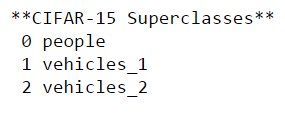 **CIFAR-15 Superclasses**
0 people
1 vehicles_1
2 vehicles_2